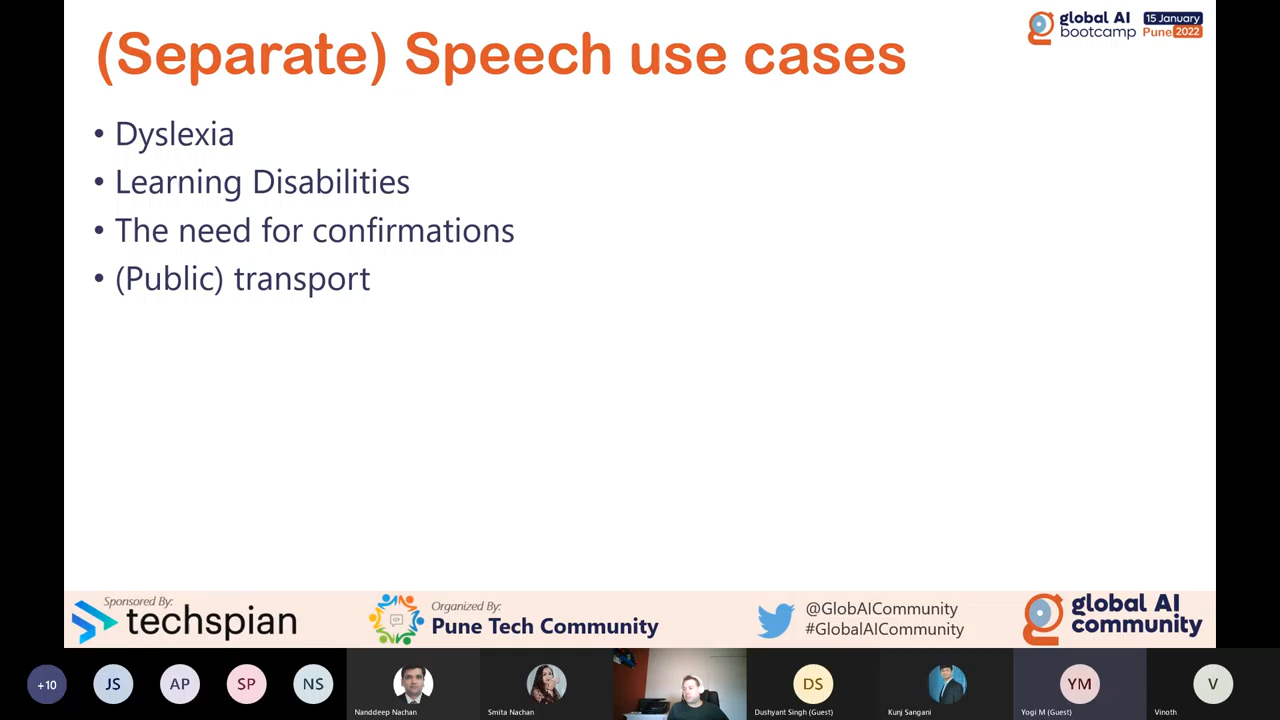 (Separate) Speech use cases
global AI
bootcamp
15 January
Pune 2022
• Dyslexia
• Learning Disabilities
• The need for confirmations
• (Public) transport
Sponsored By:
techspian
Organized By:
Pune Tech Community
@GlobAICommunity
#GlobalAICommunity
global AI
community
+10
JS
AP
SP
NS
Nanddeep Nachan
Smita Nachan
DS
Dushyant Singh (Guest)
Kunj Sangani
YM
Yogi M (Guest)
V
Vinoth